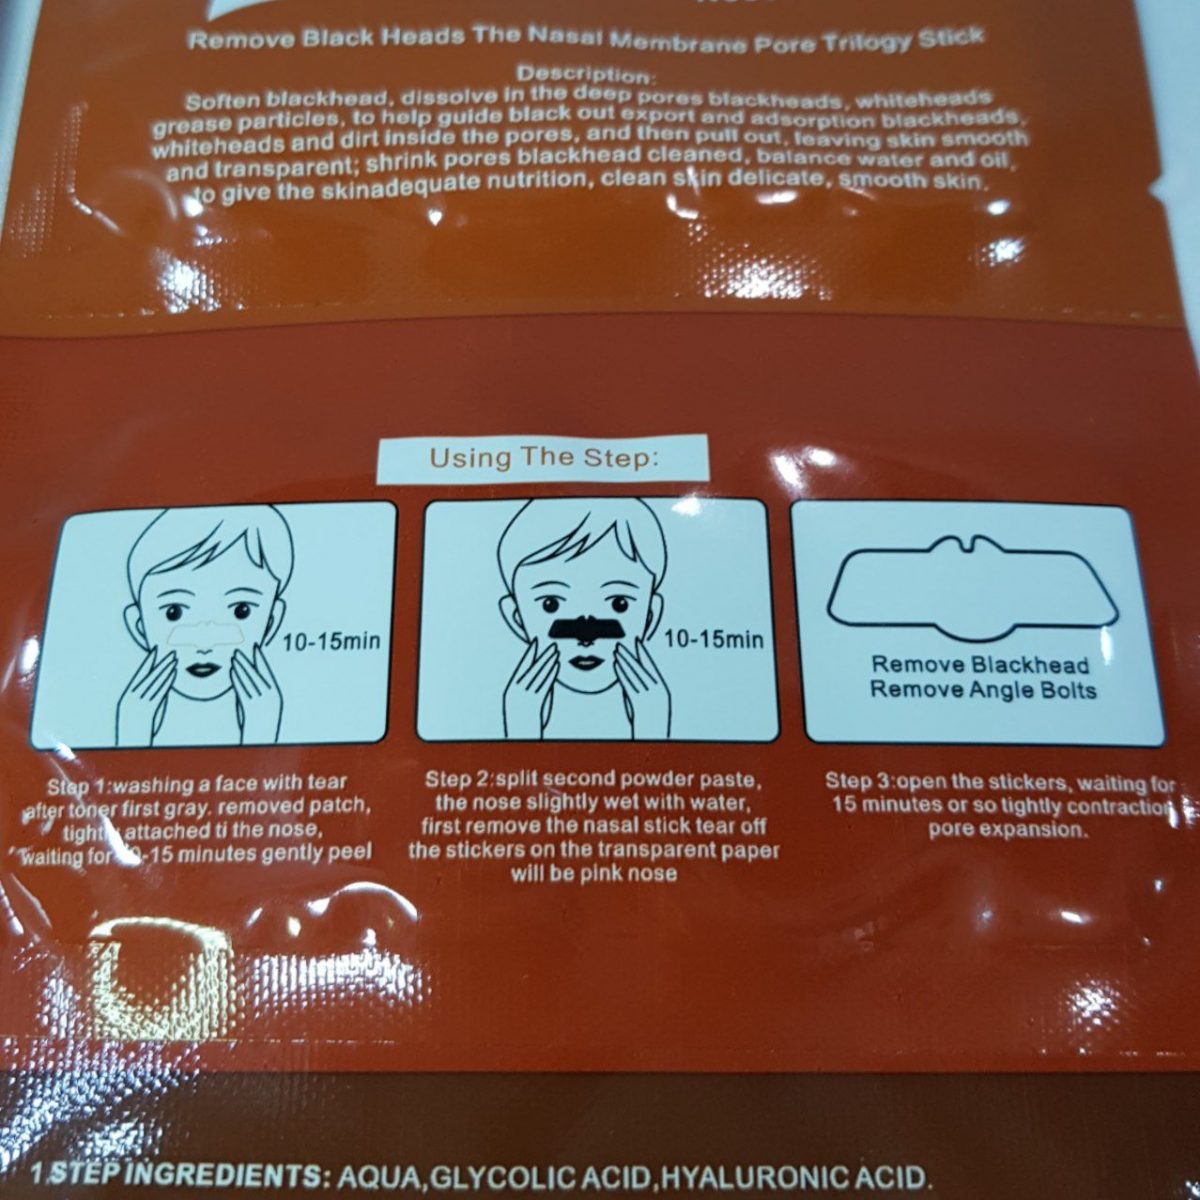 Remove Black Heads The Nasal Membrane Pore Trilogy Stick
Description:
Soften blackhead, dissolve in the deep pores blackheads, whiteheads
grease particles, to help guide black out export and adsorption blackheads,
whiteheads and dirt inside the pores, and then pull out, leaving skin smooth
and transparent; shrink pores blackhead cleaned, balance water and oil,
to give the skinadequate nutrition, clean skin delicate, smooth skin.
Using The Step:
10-15min
10-15min
Remove Blackhead
Remove Angle Bolts
Step 1:washing a face with tear
after toner first gray, removed patch,
attached ti the nose,
waiting for 10-15 minutes gently peel
Step 2:split second powder paste,
the nose slightly wet with water,
first remove the nasal stick tear off
the stickers on the transparent paper
will be pink nose
Step 3:open the stickers, waiting for
15 minutes or so tightly contraction
pore expansion.
1.STEP INGREDIENTS: AQUA,GLYCOLIC ACID,HYALURONIC ACID.